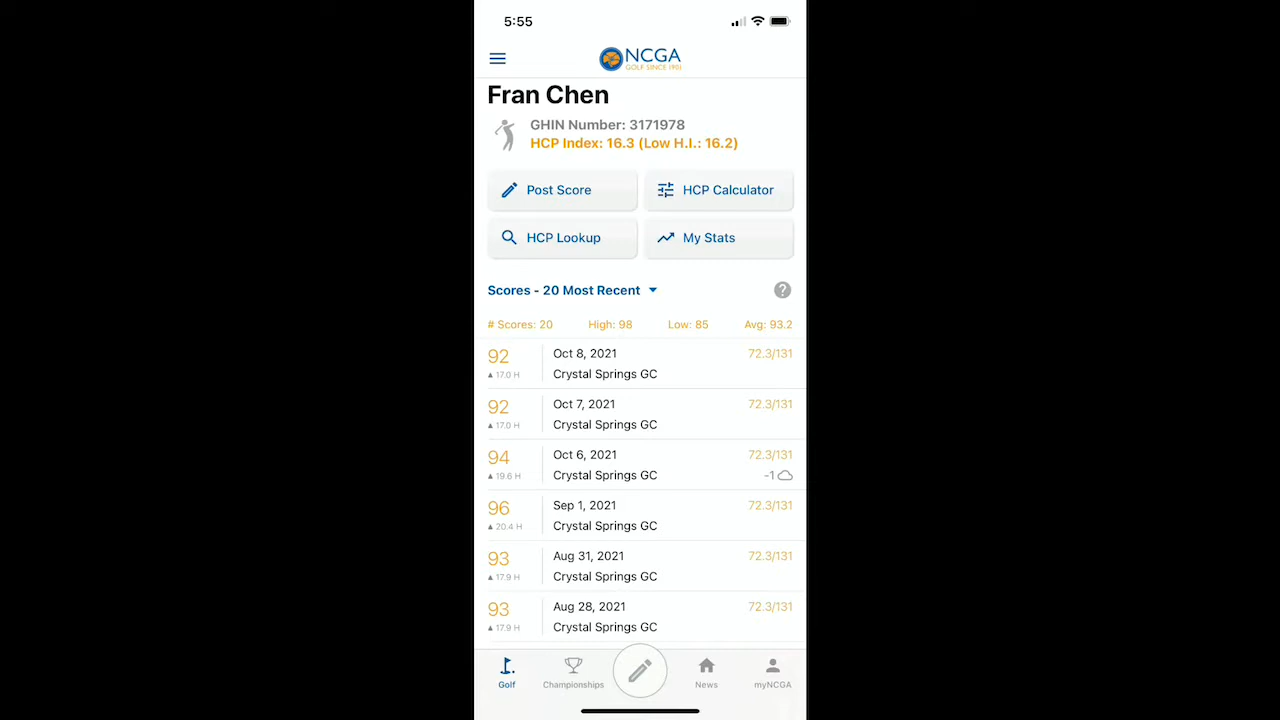 5:55
NCGA
GOLF SINCE 1901
Fran Chen
GHIN Number: 3171978
HCP Index: 16.3 (Low H.I.: 16.2)
Post Score
HCP Calculator
HCP Lookup
My Stats
Scores - 20 Most Recent
?
# Scores: 20 High: 98 Low: 85 Avg: 93.2
92 Oct 8, 2021 72.3/131
▲ 17.0 H Crystal Springs GC
92 Oct 7, 2021 72.3/131
▲ 17.0 H Crystal Springs GC
94 Oct 6, 2021 72.3/131
▲ 19.6 H Crystal Springs GC -1
96 Sep 1, 2021 72.3/131
▲ 20.4 H Crystal Springs GC
93 Aug 31, 2021 72.3/131
▲ 17.9 H Crystal Springs GC
93 Aug 28, 2021 72.3/131
▲ 17.9 H Crystal Springs GC
Golf Championships News myNCGA